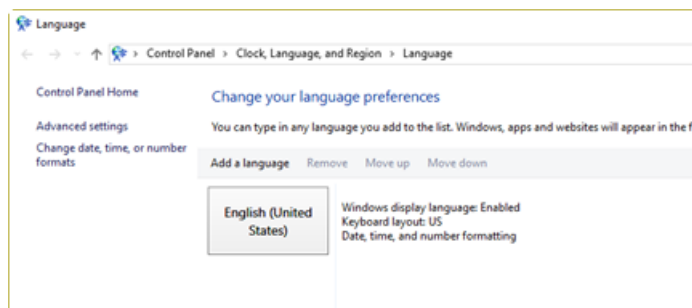 Language
Control Panel › Clock, Language, and Region › Language
Control Panel Home
Advanced settings
Change date, time, or number
formats
Change your language preferences
You can type in any language you add to the list. Windows, apps and websites will appear in the f
Add a language Remove Move up Move down
English (United
States)
Windows display language: Enabled
Keyboard layout: US
Date, time, and number formatting